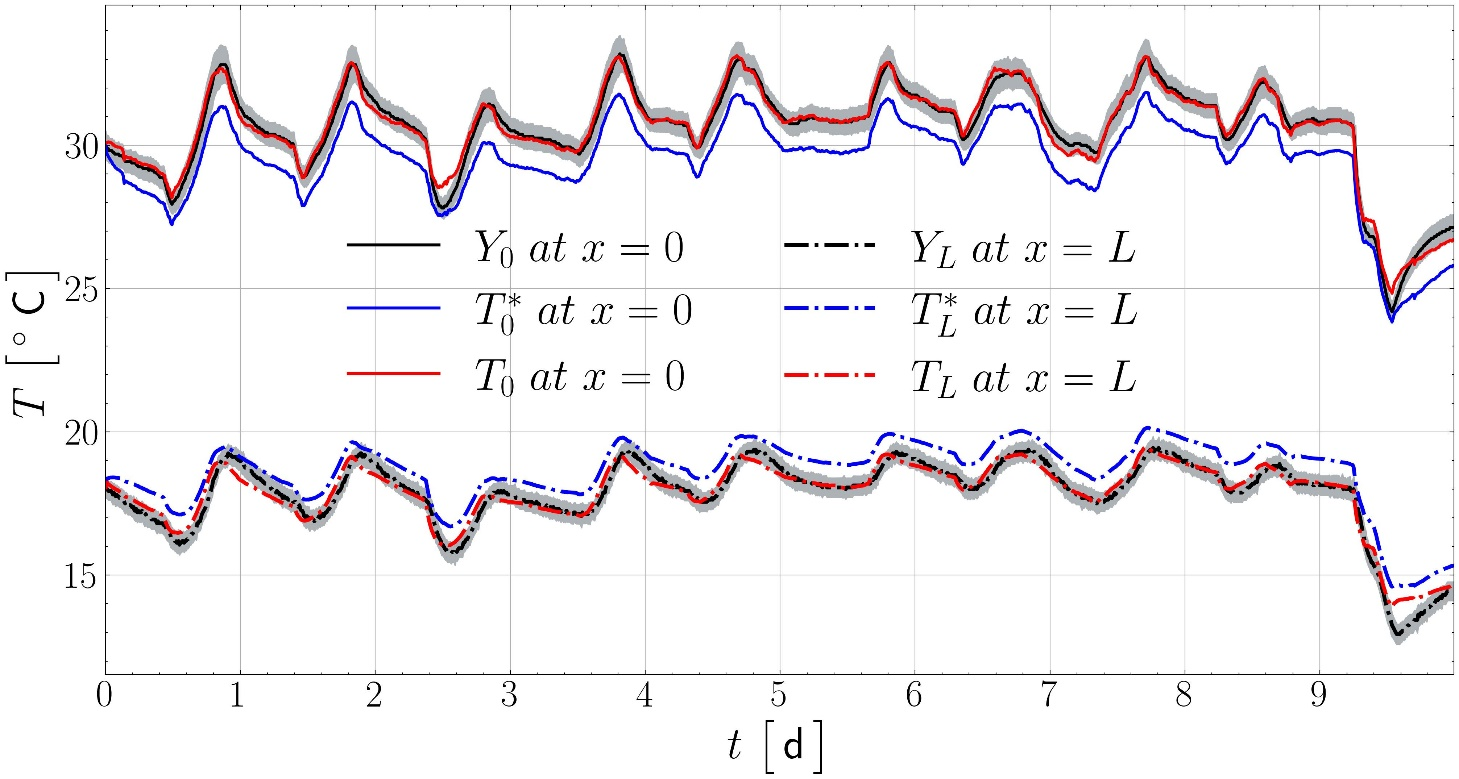 30
25
20
15
T [° C]
Y₀ at x = 0
T₀* at x = 0
T₀ at x = 0
Y_L at x = L
T_L* at x = L
T_L at x = L
0 1 2 3 4 5 6 7 8 9
t [d]